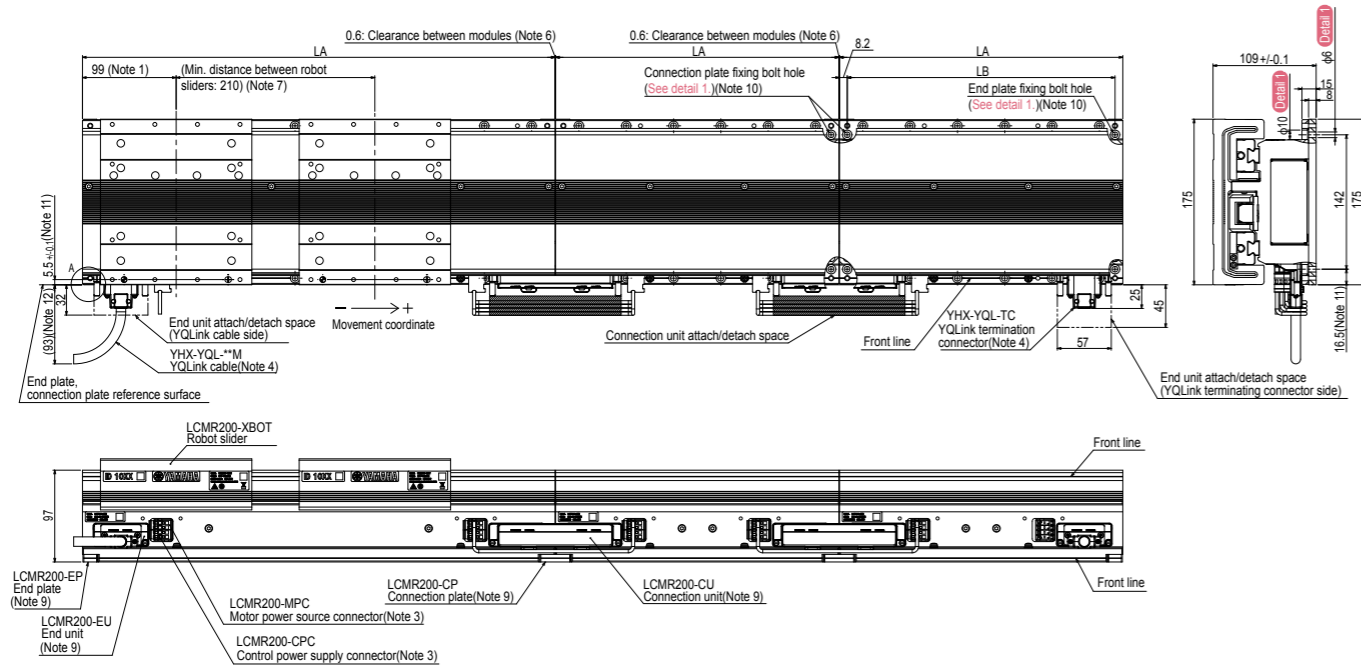 0.6: Clearance between modules (Note 6)
0.6: Clearance between modules (Note 6)
8.2
LA
LA
LA
99 (Note 1)
(Min. distance between robot
sliders: 210) (Note 7)
Connection plate fixing bolt hole
(See detail 1.)(Note 10)
LB
End plate fixing bolt hole
(See detail 1.)(Note 10)
109 +/-0.1
Detail 1
φ6
15
8
Detail 1
φ10
175
142
175
16.5(Note 11)
5.5 +/-0.1(Note 11)
A
32
(93)(Note 12)
− +
Movement coordinate
End unit attach/detach space
(YQLink cable side)
YHX-YQL-**M
YQLink cable(Note 4)
End plate,
connection plate reference surface
Connection unit attach/detach space
Front line
YHX-YQL-TC
YQLink termination
connector(Note 4)
25
45
57
End unit attach/detach space
(YQLink terminating connector side)
LCMR200-XBOT
Robot slider
Front line
ID 10XX YAMAHA
ID 10XX YAMAHA
97
LCMR200-EP
End plate
(Note 9)
LCMR200-EU
End unit
(Note 9)
LCMR200-MPC
Motor power source connector(Note 3)
LCMR200-CPC
Control power supply connector(Note 3)
LCMR200-CP
Connection plate(Note 9)
LCMR200-CU
Connection unit(Note 9)
Front line